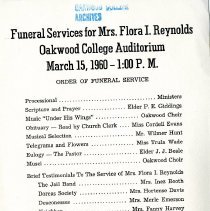 OAKWOOD COLLEGE
ARCHIVES
Funeral Services for Mrs. Flora I. Reynolds
Oakwood College Auditorium
March 15, 1960 - 1:00 P. M.
ORDER OF FUNERAL SERVICE
Processional Ministers
Scripture and Prayer Elder P. E. Giddings
Music "Under His Wings" Oakwood Choir
Obituary — Read by Church Clerk Miss Cordell Evans
Musical Selection Mr. Wilmer Hunt
Telegrams and Flowers Miss Trula Wade
Eulogy — The Pastor Elder J. J. Beale
Music Oakwood Choir
Brief Testimonials To The Service of Mrs. Flora I. Reynolds
The Jail Band Mrs. Inez Booth
Dorcas Society Mrs. Hortense Davis
Deaconesses Mrs. Merle Emerson
Neighbors Mrs. Fanny Harvey